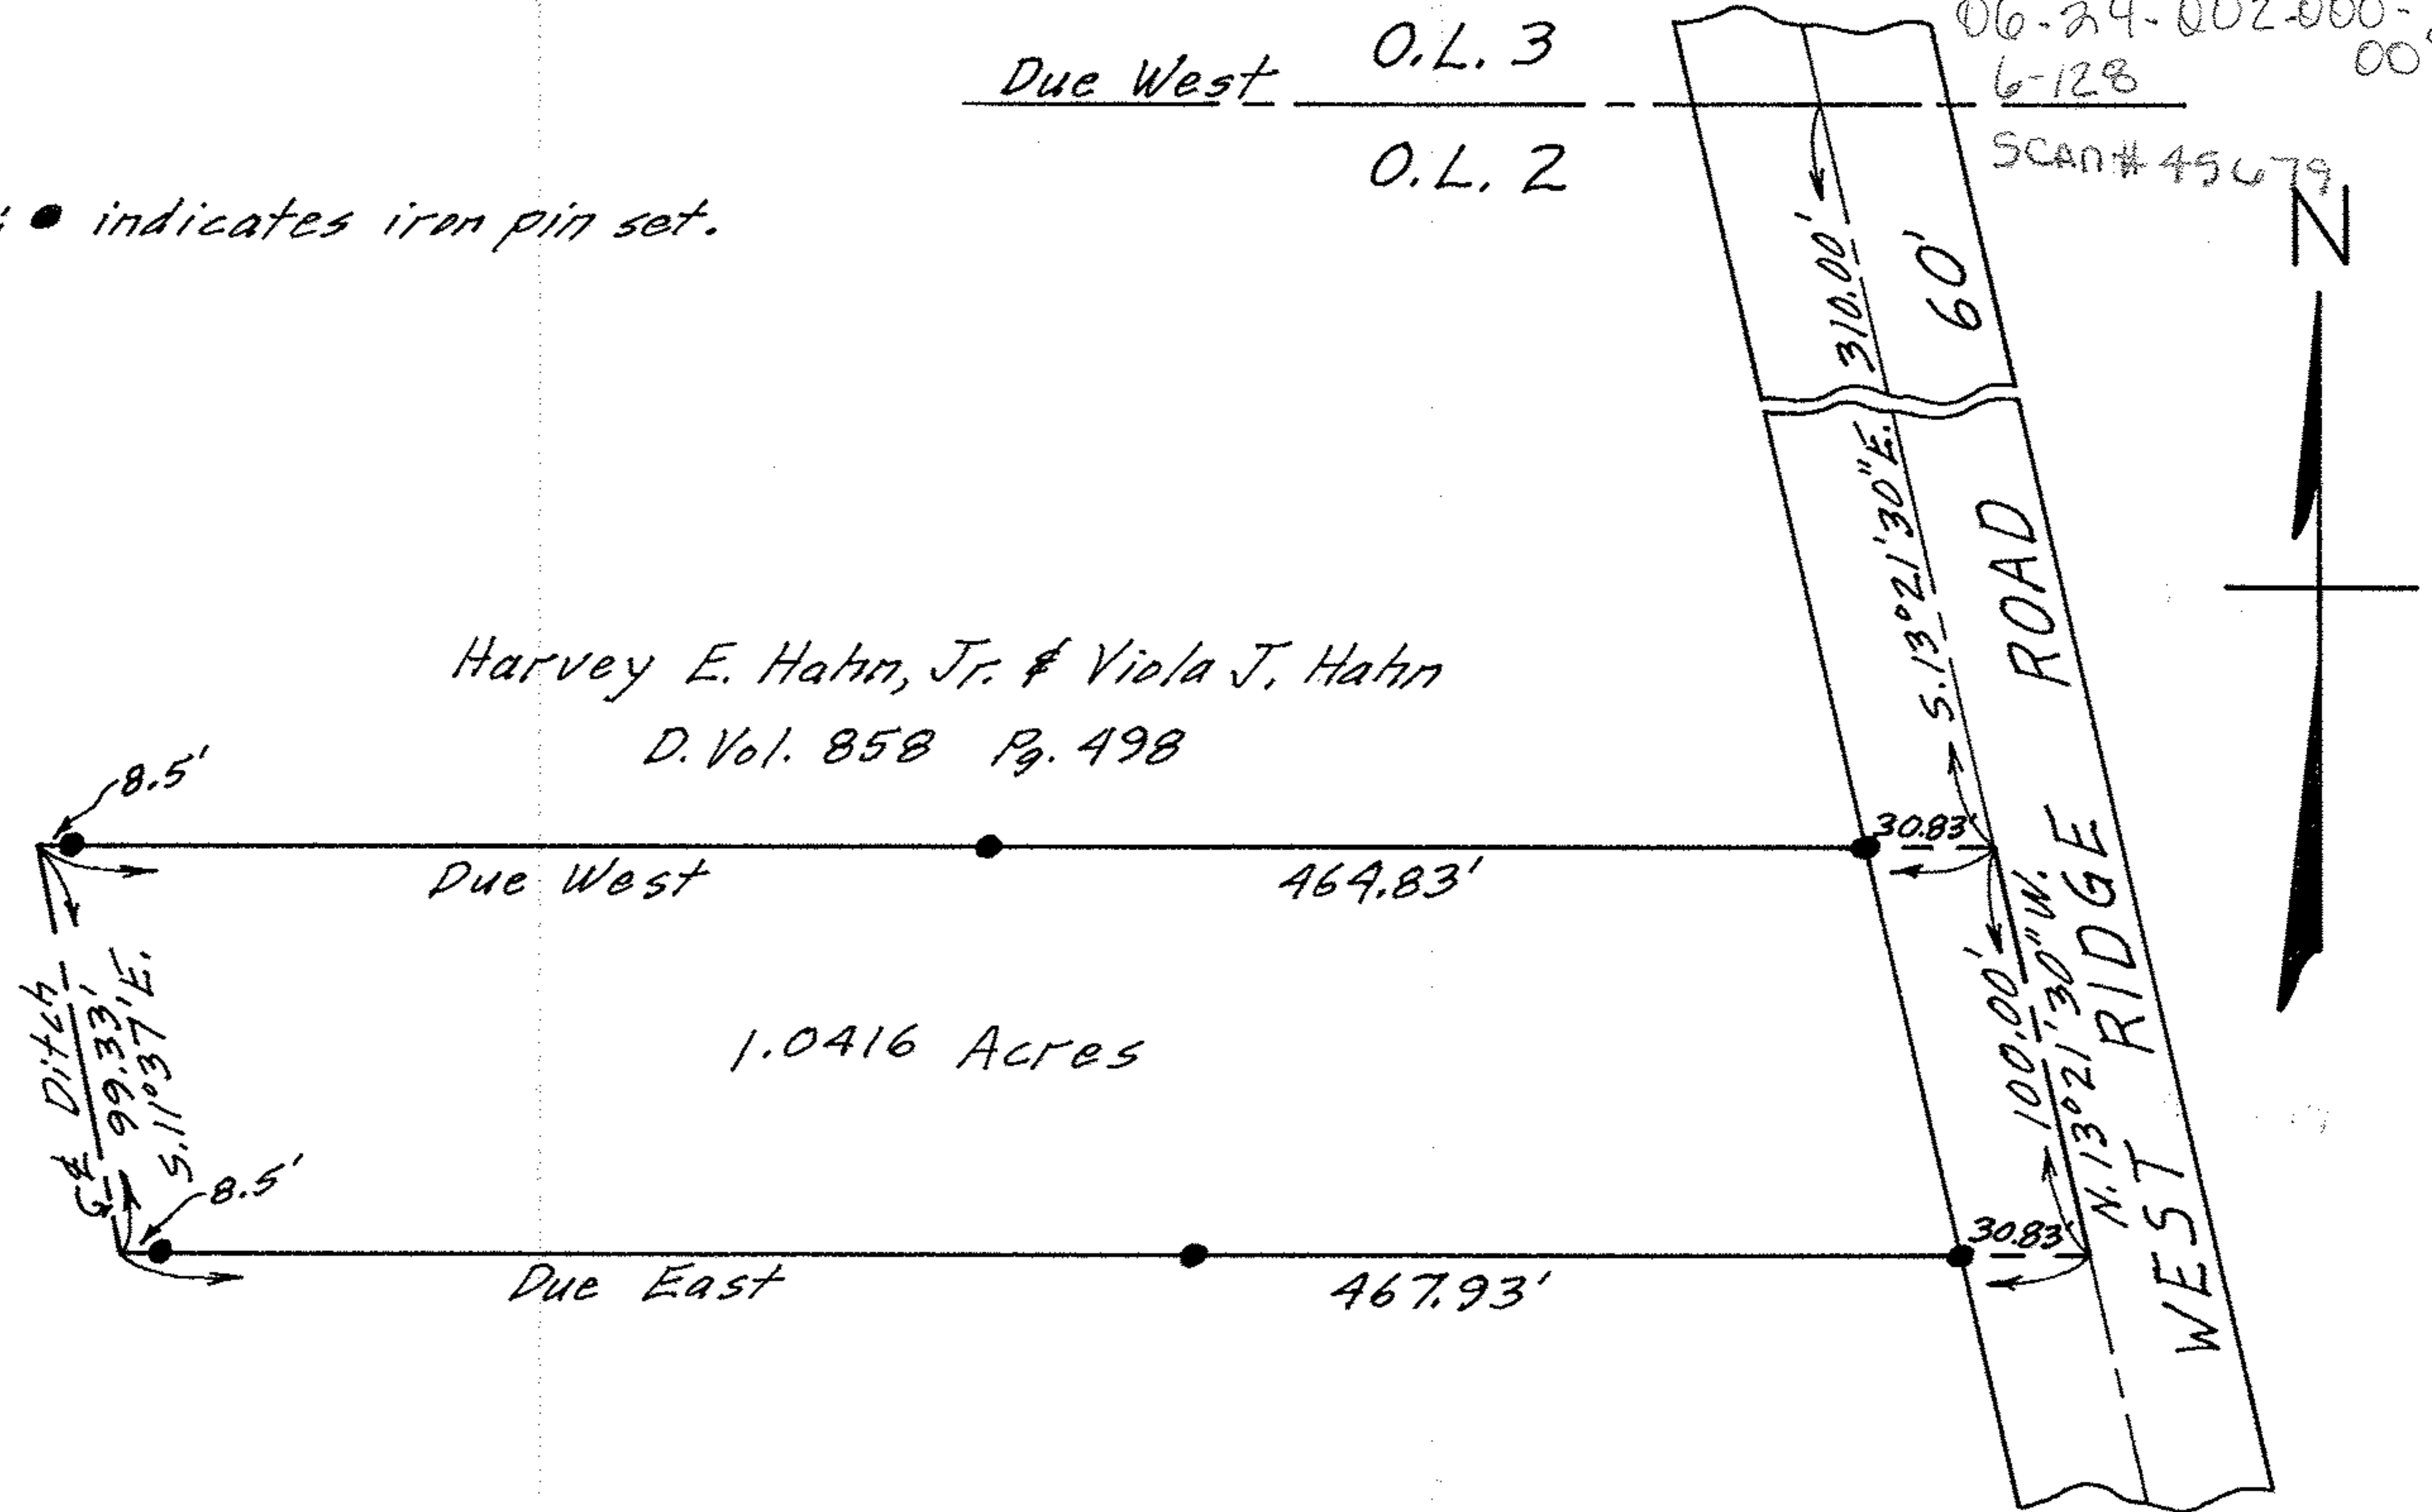 O.L. 3
06-24-002-000-
00
6-128
Due West
O.L. 2
SCAN# 45679
N
● indicates iron pin set.
310.00'
60'
S.13°21'30"E.
Harvey E. Hahn, Jr. & Viola J. Hahn
D. Vol. 858 Pg. 498
8.5'
30.83'
Due West 464.83'
100.00'
N.13°21'30"W.
WEST RIDGE ROAD
℄ Ditch
99.33'
S.11°37'E.
1.0416 Acres
8.5'
30.83'
Due East 467.93'